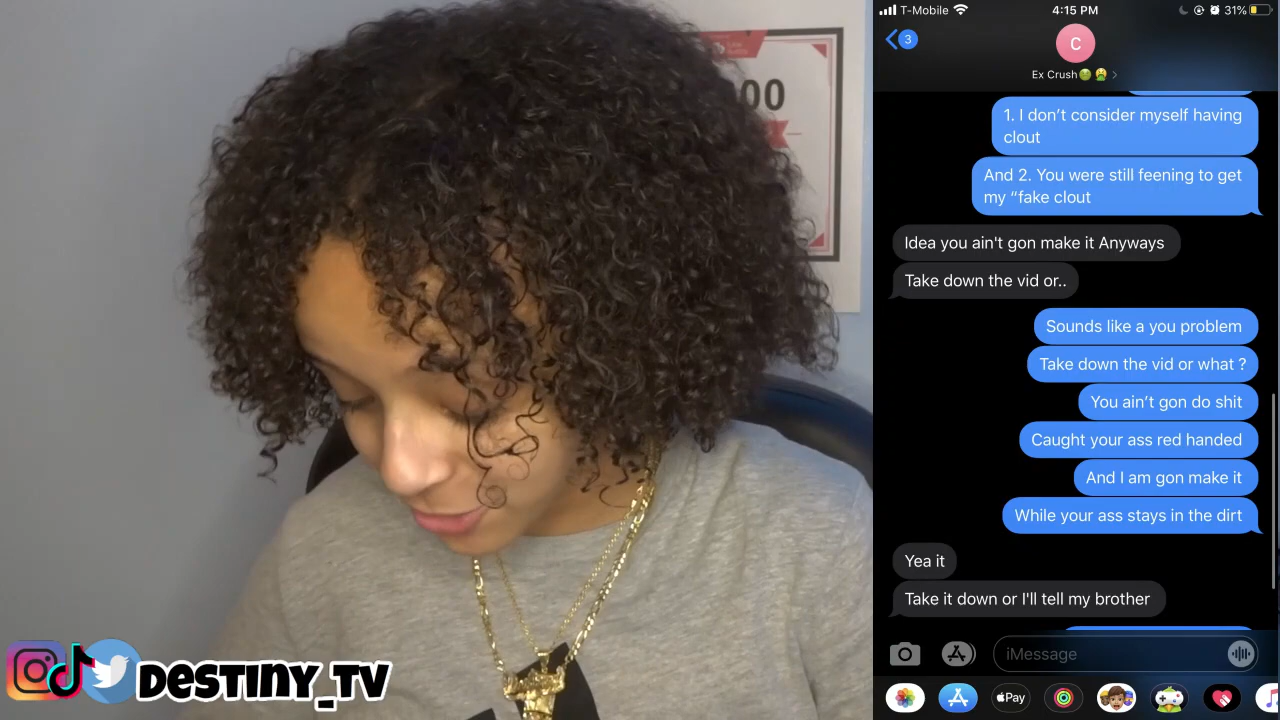 00
T-Mobile
4:15 PM
31%
3
C
Ex Crush🤢🤮
1. I don’t consider myself having
clout
And 2. You were still feening to get
my “fake clout
Idea you ain't gon make it Anyways
Take down the vid or..
Sounds like a you problem
Take down the vid or what ?
You ain’t gon do shit
Caught your ass red handed
And I am gon make it
While your ass stays in the dirt
Yea it
Take it down or I'll tell my brother
iMessage
Pay
DESTINY_TV